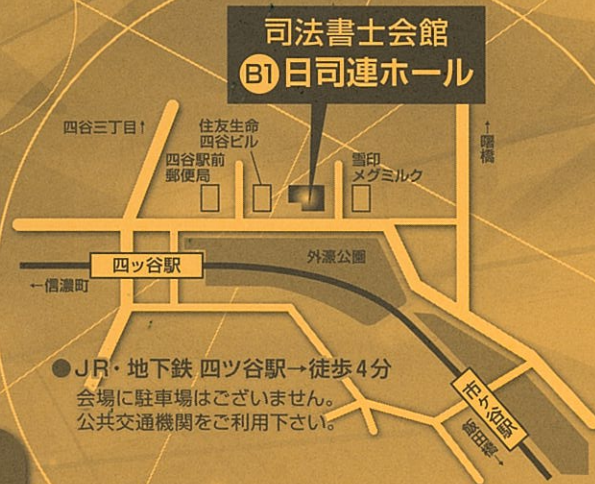 司法書士会館
B1 日司連ホール
四谷三丁目↑
住友生命
四谷ビル
四谷駅前
郵便局
雪印
メグミルク
↑曙橋
外濠公園
四ッ谷駅
←信濃町
市ヶ谷駅
飯田橋→
●JR・地下鉄 四ツ谷駅→徒歩4分
会場に駐車場はございません。
公共交通機関をご利用下さい。